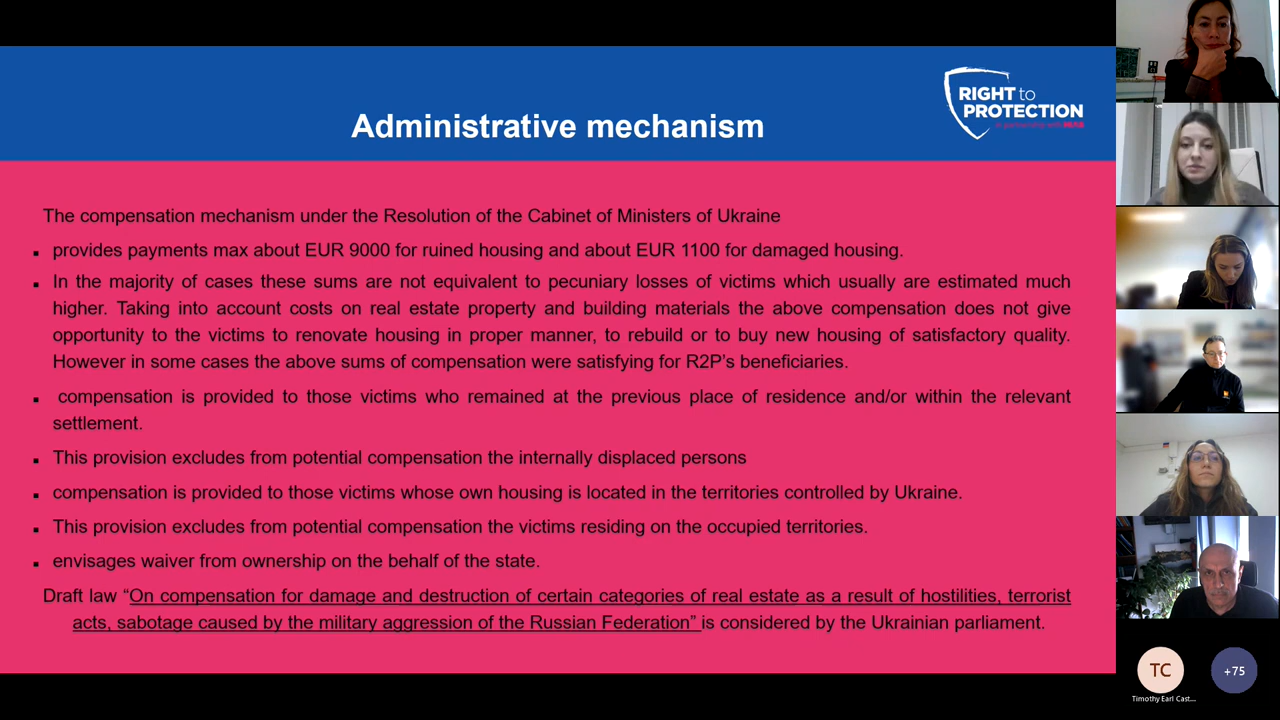 RIGHT to
PROTECTION
in partnership with HIAS
Administrative mechanism
The compensation mechanism under the Resolution of the Cabinet of Ministers of Ukraine
provides payments max about EUR 9000 for ruined housing and about EUR 1100 for damaged housing.
In the majority of cases these sums are not equivalent to pecuniary losses of victims which usually are estimated much
higher. Taking into account costs on real estate property and building materials the above compensation does not give
opportunity to the victims to renovate housing in proper manner, to rebuild or to buy new housing of satisfactory quality.
However in some cases the above sums of compensation were satisfying for R2P's beneficiaries.
compensation is provided to those victims who remained at the previous place of residence and/or within the relevant
settlement.
This provision excludes from potential compensation the internally displaced persons
compensation is provided to those victims whose own housing is located in the territories controlled by Ukraine.
This provision excludes from potential compensation the victims residing on the occupied territories.
envisages waiver from ownership on the behalf of the state.
Draft law “On compensation for damage and destruction of certain categories of real estate as a result of hostilities, terrorist
acts, sabotage caused by the military aggression of the Russian Federation” is considered by the Ukrainian parliament.
TC
+75
Timothy Earl Cast...